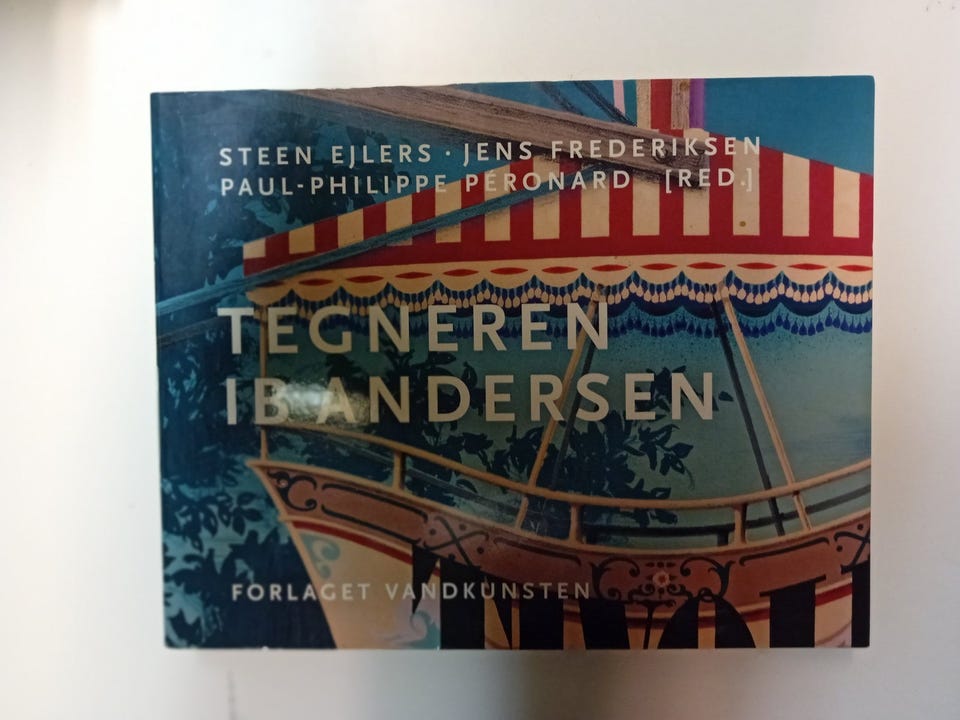 STEEN EJLERS · JENS FREDERIKSEN
PAUL-PHILIPPE PÉRONARD [RED.]
TEGNEREN
IB ANDERSEN
FORLAGET VANDKUNSTEN